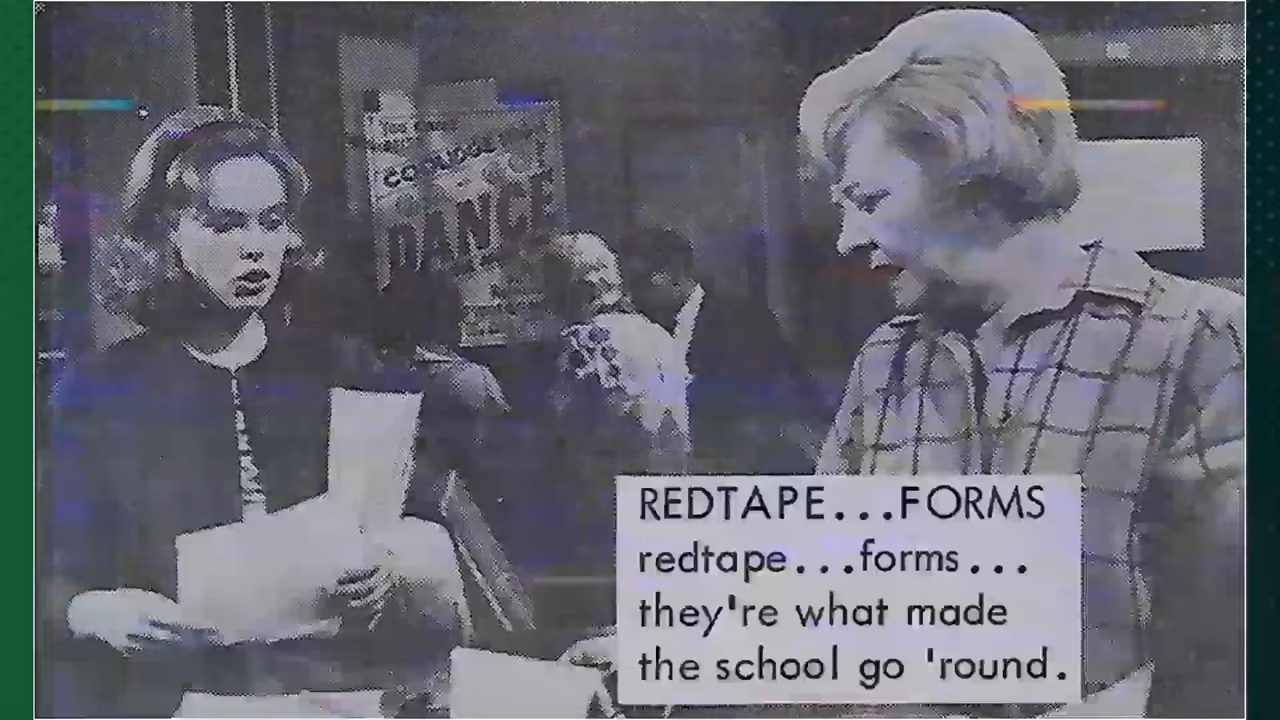 DANCE
REDTAPE...FORMS
redtape...forms...
they're what made
the school go 'round.